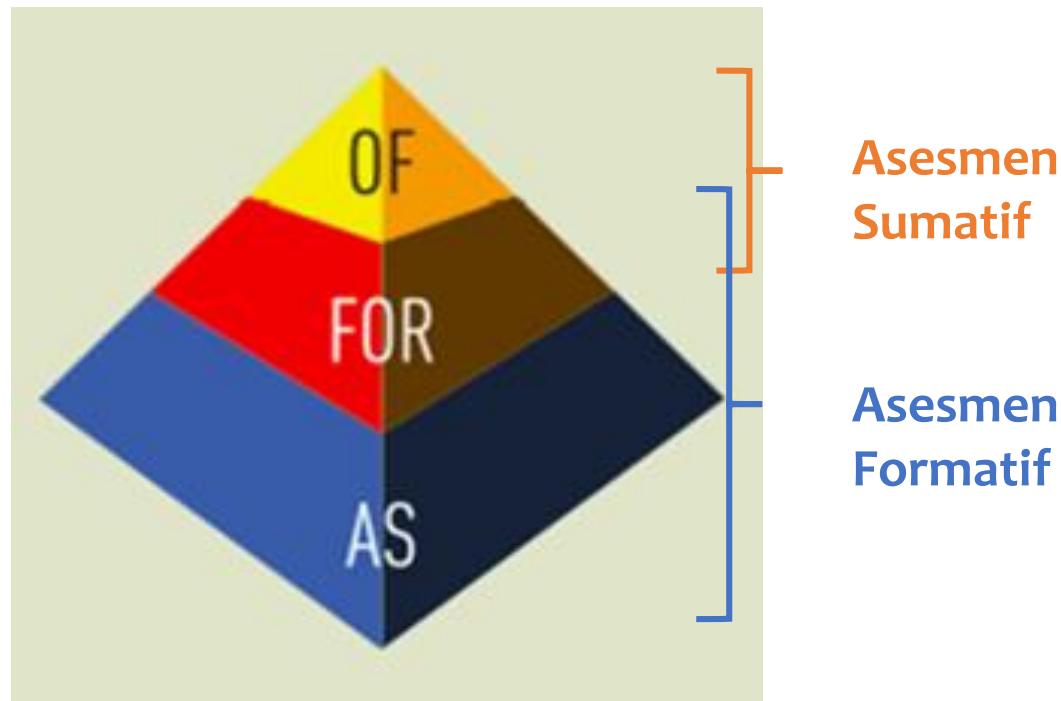 OF
FOR
AS
Asesmen
Sumatif
Asesmen
Formatif